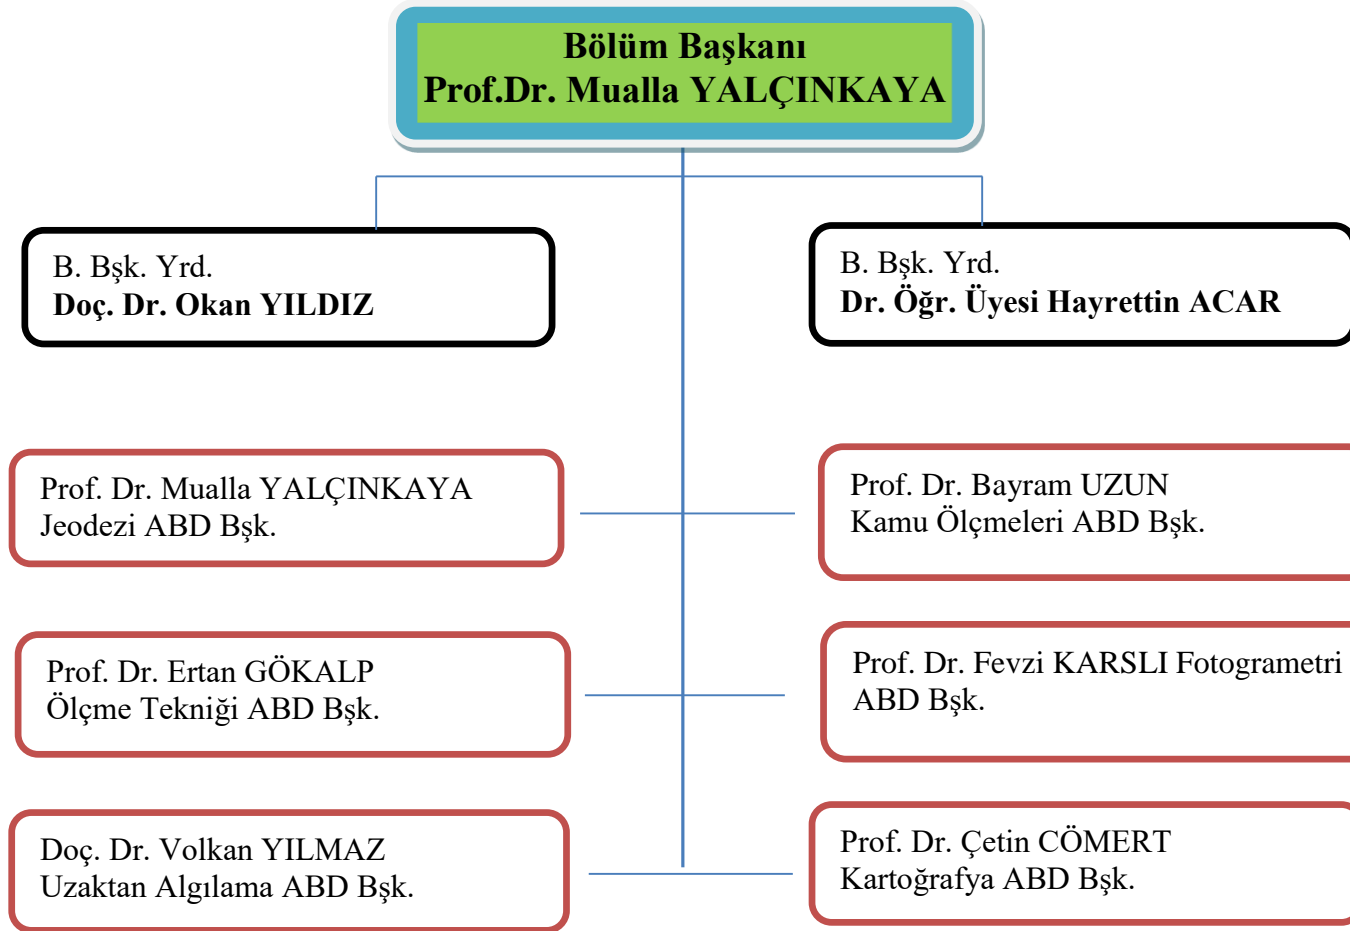 Bölüm Başkanı
Prof.Dr. Mualla YALÇINKAYA
B. Bşk. Yrd.
Doç. Dr. Okan YILDIZ
B. Bşk. Yrd.
Dr. Öğr. Üyesi Hayrettin ACAR
Prof. Dr. Mualla YALÇINKAYA
Jeodezi ABD Bşk.
Prof. Dr. Bayram UZUN
Kamu Ölçmeleri ABD Bşk.
Prof. Dr. Ertan GÖKALP
Ölçme Tekniği ABD Bşk.
Prof. Dr. Fevzi KARSLI Fotogrametri
ABD Bşk.
Doç. Dr. Volkan YILMAZ
Uzaktan Algılama ABD Bşk.
Prof. Dr. Çetin CÖMERT
Kartoğrafya ABD Bşk.